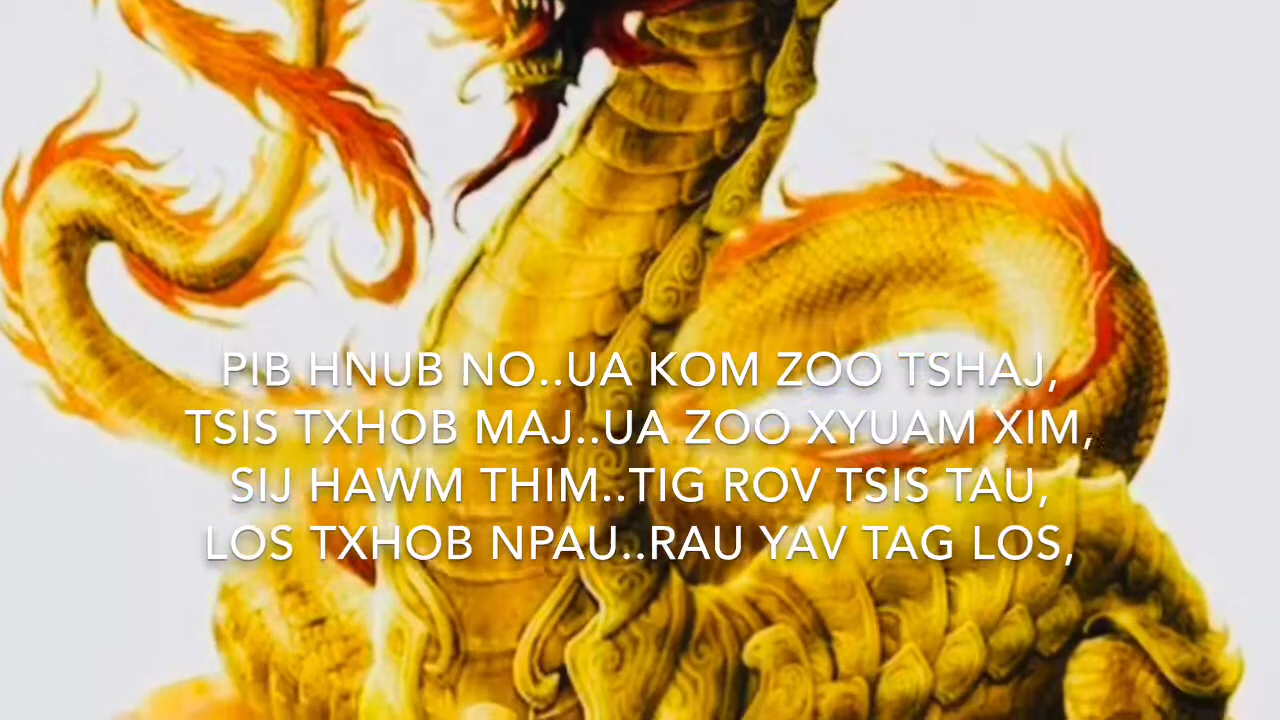 PIB HNUB NO..UA KOM ZOO TSHAJ,
TSIS TXHOB MAJ..UA ZOO XYUAM XIM,
SIJ HAWM THIM..TIG ROV TSIS TAU,
LOS TXHOB NPAU..RAU YAV TAG LOS,